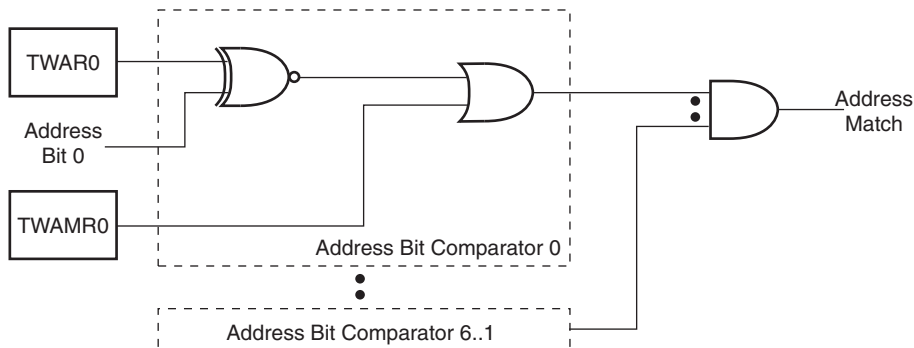 TWAR0
Address
Bit 0
TWAMR0
Address Bit Comparator 0
Address Bit Comparator 6..1
Address
Match